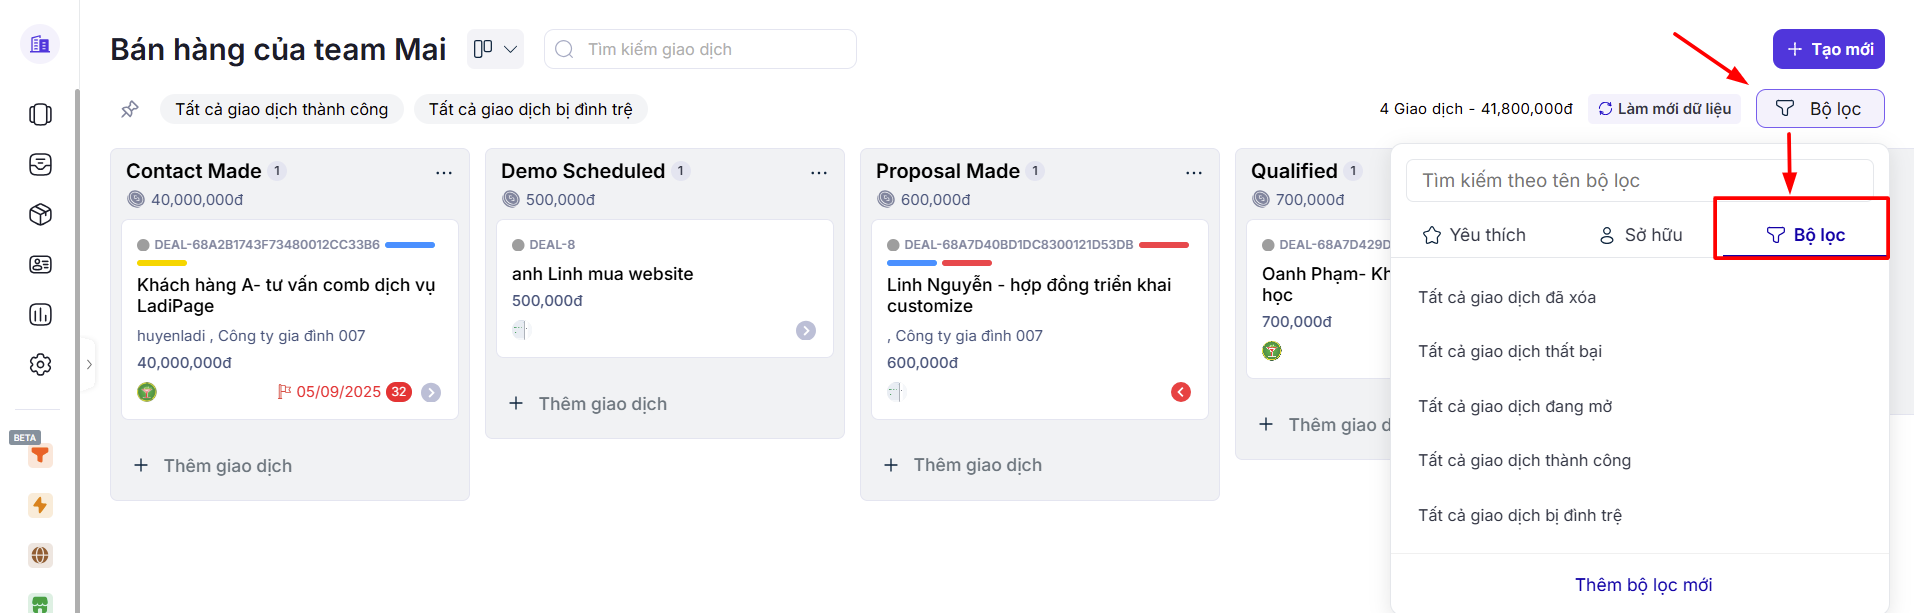 Bán hàng của team Mai
Tìm kiếm giao dịch
Tạo mới
Tất cả giao dịch thành công
Tất cả giao dịch bị đình trệ
4 Giao dịch - 41,800,000đ
Làm mới dữ liệu
Bộ lọc
Contact Made 1
40,000,000đ
DEAL-68A2B1743F73480012CC33B6
Khách hàng A- tư vấn comb dịch vụ
LadiPage
huyenladi , Công ty gia đình 007
40,000,000đ
05/09/2025 32
Thêm giao dịch
Demo Scheduled 1
500,000đ
DEAL-8
anh Linh mua website
500,000đ
Thêm giao dịch
Proposal Made 1
600,000đ
DEAL-68A7D40BD1DC8300121D53DB
Linh Nguyễn - hợp đồng triển khai
customize
, Công ty gia đình 007
600,000đ
Thêm giao dịch
Qualified 1
700,000đ
DEAL-68A7D429D
Oanh Phạm- Kh
học
700,000đ
Thêm giao d
Tìm kiếm theo tên bộ lọc
Yêu thích
Sở hữu
Bộ lọc
Tất cả giao dịch đã xóa
Tất cả giao dịch thất bại
Tất cả giao dịch đang mở
Tất cả giao dịch thành công
Tất cả giao dịch bị đình trệ
Thêm bộ lọc mới
BETA